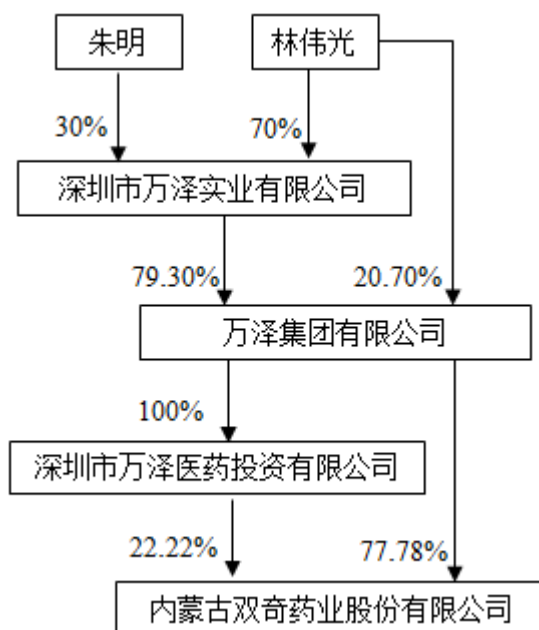 朱明
林伟光
30%
70%
深圳市万泽实业有限公司
79.30%
20.70%
万泽集团有限公司
100%
深圳市万泽医药投资有限公司
22.22%
77.78%
内蒙古双奇药业股份有限公司